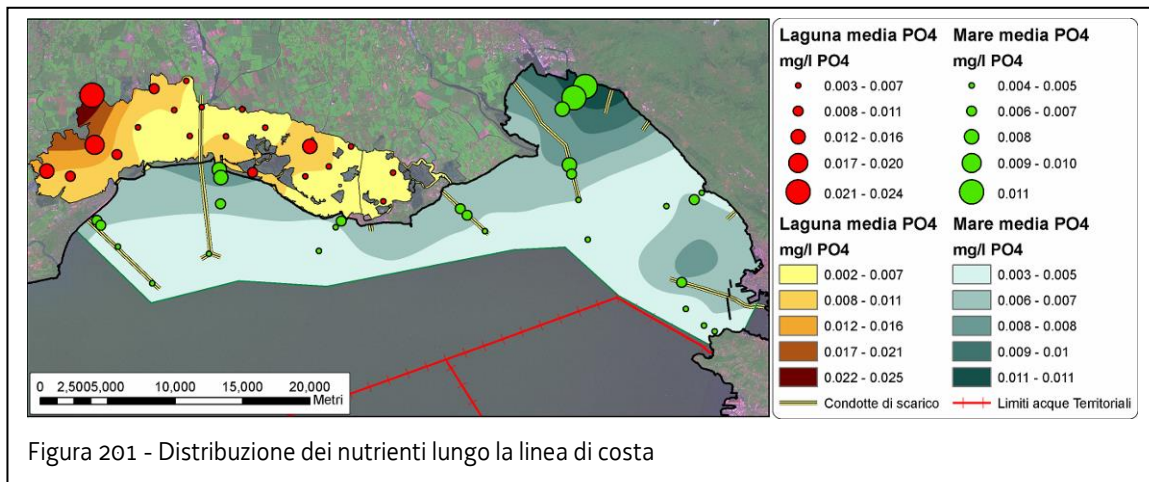 Laguna media PO4
mg/l PO4
0.003 - 0.007
0.008 - 0.011
0.012 - 0.016
0.017 - 0.020
0.021 - 0.024
Mare media PO4
mg/l PO4
0.004 - 0.005
0.006 - 0.007
0.008
0.009 - 0.010
0.011
Laguna media PO4
mg/l PO4
0.002 - 0.007
0.008 - 0.011
0.012 - 0.016
0.017 - 0.021
0.022 - 0.025
Condotte di scarico
Mare media PO4
mg/l PO4
0.003 - 0.005
0.006 - 0.007
0.008 - 0.008
0.009 - 0.01
0.011 - 0.011
Limiti acque Territoriali
0 2,5005,000 10,000 15,000 20,000
Metri
Figura 201 - Distribuzione dei nutrienti lungo la linea di costa